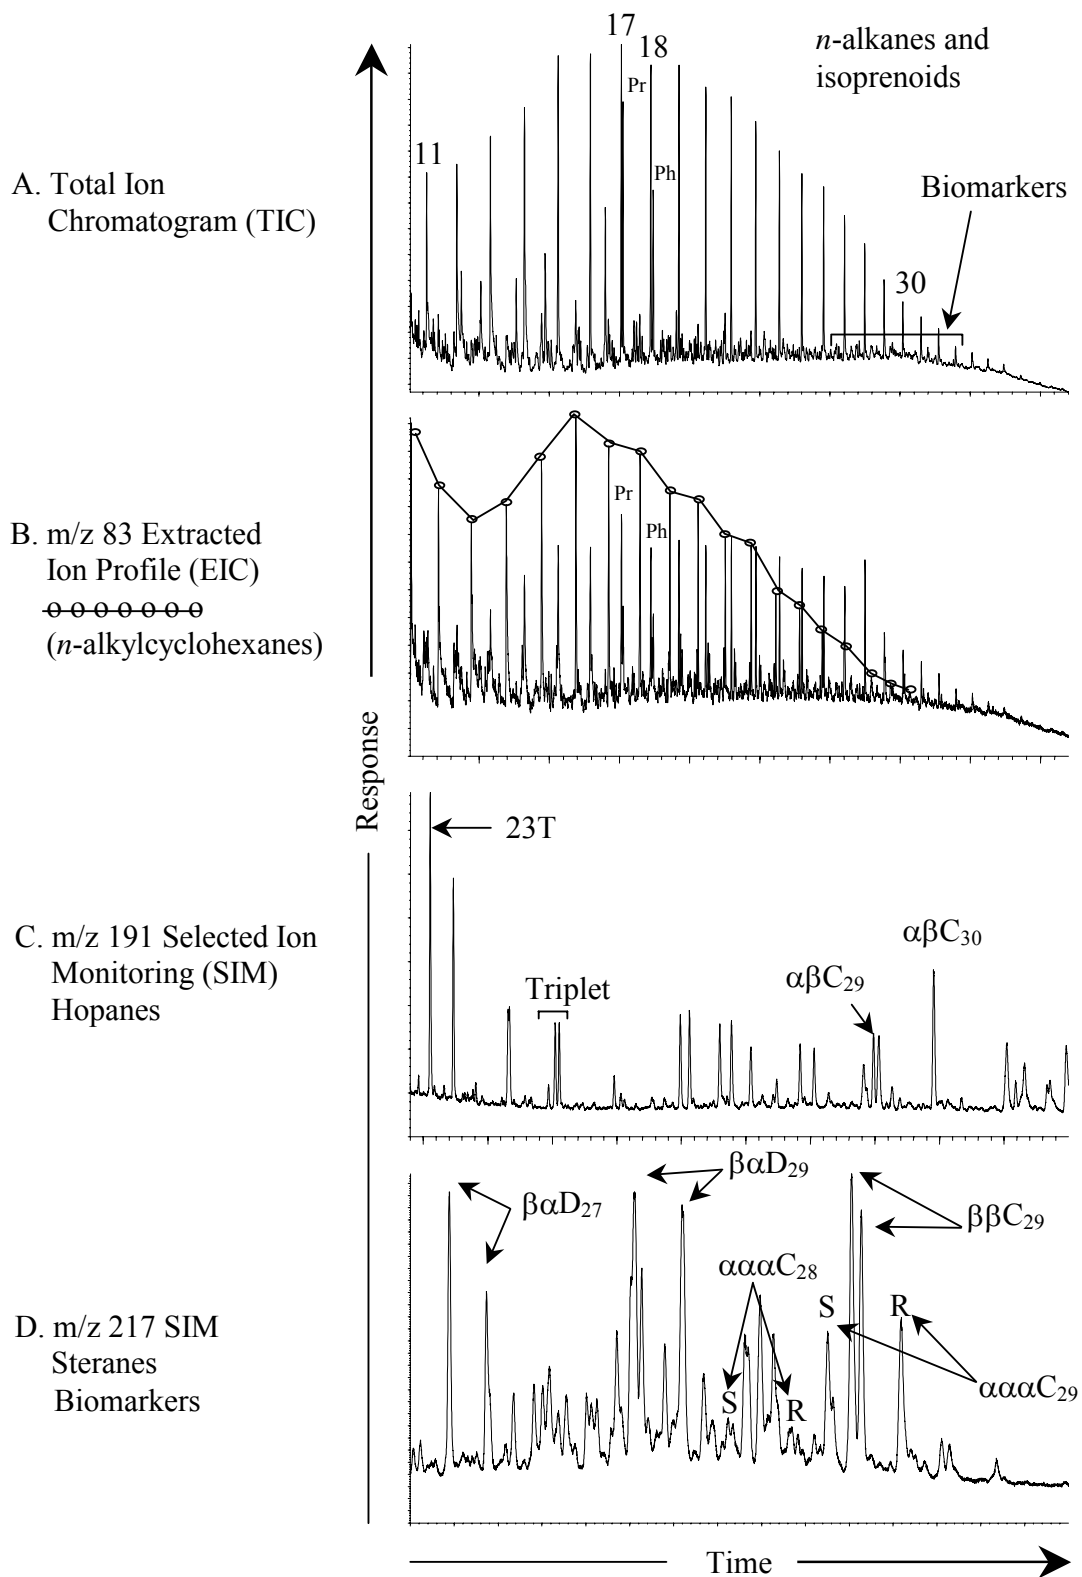 n-alkanes and
isoprenoids
17
18
Pr
Ph
11
30
Biomarkers
A. Total Ion
Chromatogram (TIC)
B. m/z 83 Extracted
Ion Profile (EIC)
(n-alkylcyclohexanes)
Pr
Ph
Response
C. m/z 191 Selected Ion
Monitoring (SIM)
Hopanes
23T
Triplet
αβC₂₉
αβC₃₀
D. m/z 217 SIM
Steranes
Biomarkers
βαD₂₇
βαD₂₉
αααC₂₈
S
R
ββC₂₉
S
R
αααC₂₉
Time